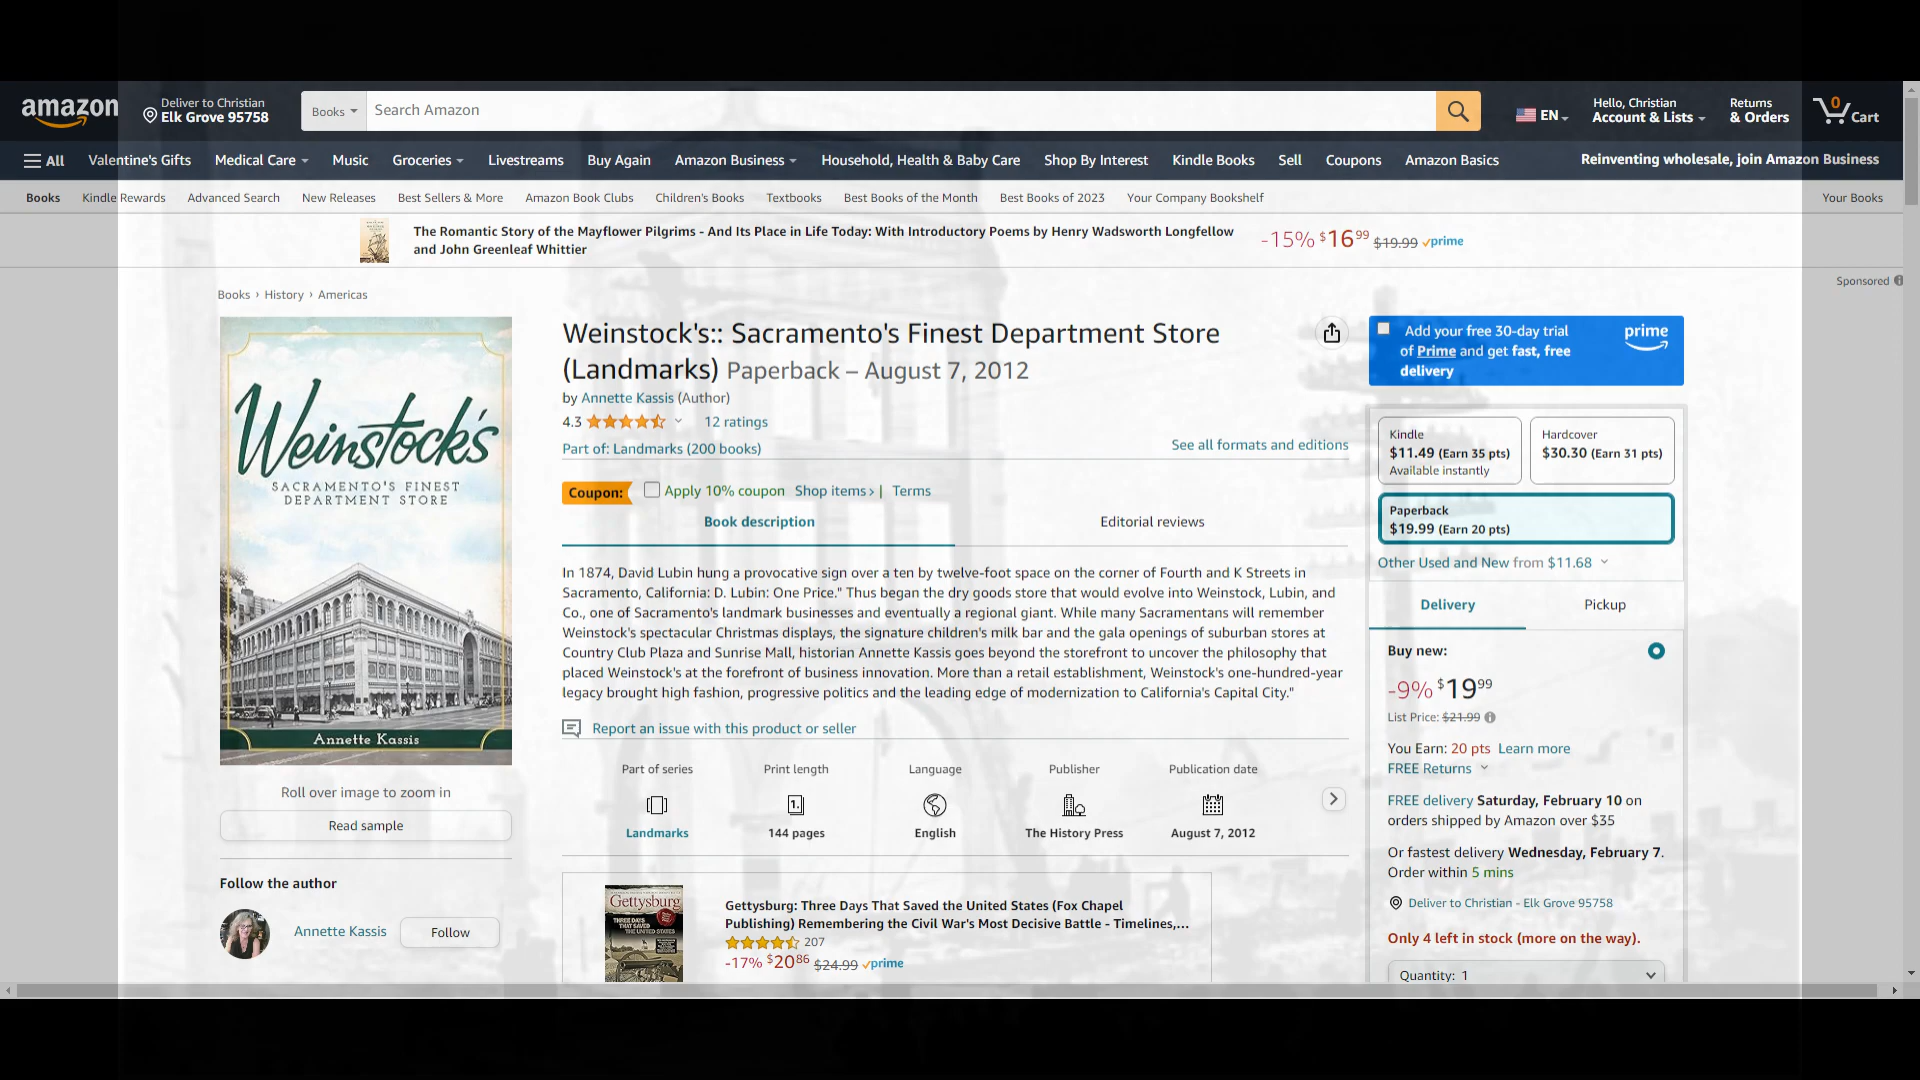 amazon
Deliver to Christian
Elk Grove 95758
Books
Search Amazon
EN
Hello, Christian
Account & Lists
Returns
& Orders
0
Cart
All
Valentine's Gifts
Medical Care
Music
Groceries
Livestreams
Buy Again
Amazon Business
Household, Health & Baby Care
Shop By Interest
Kindle Books
Sell
Coupons
Amazon Basics
Reinventing wholesale, join Amazon Business
Books
Kindle Rewards
Advanced Search
New Releases
Best Sellers & More
Amazon Book Clubs
Children's Books
Textbooks
Best Books of the Month
Best Books of 2023
Your Company Bookshelf
Your Books
The Romantic Story of the Mayflower Pilgrims - And Its Place in Life Today: With Introductory Poems by Henry Wadsworth Longfellow
and John Greenleaf Whittier
-15% $16.99 $19.99 prime
Sponsored
Books › History › Americas
Weinstock's
SACRAMENTO'S FINEST
DEPARTMENT STORE
Annette Kassis
Roll over image to zoom in
Read sample
Follow the author
Annette Kassis
Follow
Weinstock's:: Sacramento's Finest Department Store
(Landmarks) Paperback – August 7, 2012
by Annette Kassis (Author)
4.3
12 ratings
Part of: Landmarks (200 books)
See all formats and editions
Coupon:
Apply 10% coupon Shop items › | Terms
Book description
Editorial reviews
In 1874, David Lubin hung a provocative sign over a ten by twelve-foot space on the corner of Fourth and K Streets in
Sacramento, California: D. Lubin: One Price." Thus began the dry goods store that would evolve into Weinstock, Lubin, and
Co., one of Sacramento's landmark businesses and eventually a regional giant. While many Sacramentans will remember
Weinstock's spectacular Christmas displays, the signature children's milk bar and the gala openings of suburban stores at
Country Club Plaza and Sunrise Mall, historian Annette Kassis goes beyond the storefront to uncover the philosophy that
placed Weinstock's at the forefront of business innovation. More than a retail establishment, Weinstock's one-hundred-year
legacy brought high fashion, progressive politics and the leading edge of modernization to California's Capital City."
Report an issue with this product or seller
Part of series
Landmarks
Print length
1.
144 pages
Language
English
Publisher
The History Press
Publication date
August 7, 2012
Gettysburg
THREE DAYS
THAT SAVED
THE UNITED STATES
Gettysburg: Three Days That Saved the United States (Fox Chapel
Publishing) Remembering the Civil War's Most Decisive Battle - Timelines,...
207
-17% $20.86 $24.99 prime
Add your free 30-day trial
of Prime and get fast, free
delivery
prime
Kindle
$11.49 (Earn 35 pts)
Available instantly
Hardcover
$30.30 (Earn 31 pts)
Paperback
$19.99 (Earn 20 pts)
Other Used and New from $11.68
Delivery
Pickup
Buy new:
-9% $19.99
List Price: $21.99
You Earn: 20 pts Learn more
FREE Returns
FREE delivery Saturday, February 10 on
orders shipped by Amazon over $35
Or fastest delivery Wednesday, February 7.
Order within 5 mins
Deliver to Christian - Elk Grove 95758
Only 4 left in stock (more on the way).
Quantity: 1